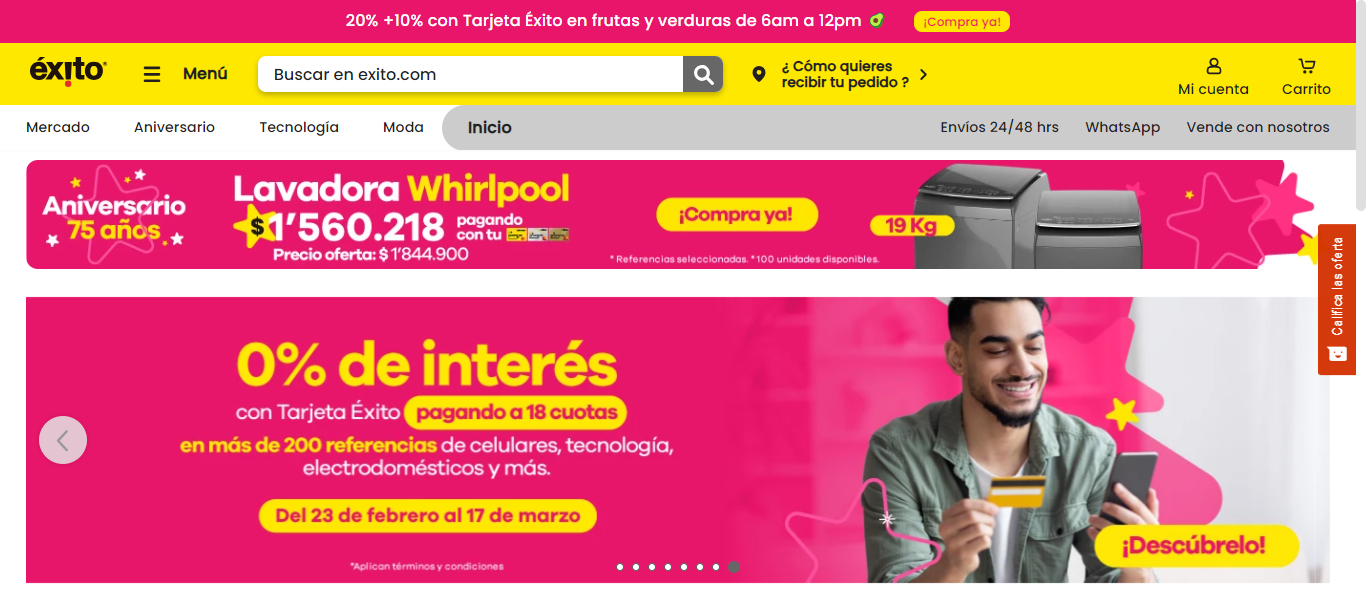 20% +10% con Tarjeta Éxito en frutas y verduras de 6am a 12pm
¡Compra ya!
éxito
Menú
Buscar en exito.com
¿ Cómo quieres
recibir tu pedido ?
Mi cuenta
Carrito
Mercado
Aniversario
Tecnología
Moda
Inicio
Envíos 24/48 hrs
WhatsApp
Vende con nosotros
Aniversario
75 años
Lavadora Whirlpool
$1'560.218
pagando
con tu
Precio oferta: $1'844.900
¡Compra ya!
19 Kg
* Referencias seleccionadas. *100 unidades disponibles.
Califica las oferta
0% de interés
con Tarjeta Éxito pagando a 18 cuotas
en más de 200 referencias de celulares, tecnología,
electrodomésticos y más.
Del 23 de febrero al 17 de marzo
*Aplican términos y condiciones
¡Descúbrelo!